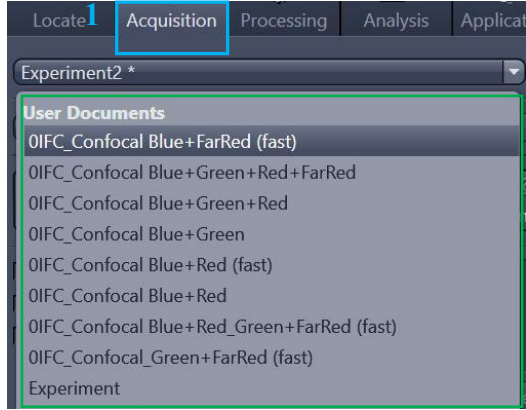 Locate 1 Acquisition Processing Analysis Applicat
Experiment2 *
User Documents
0IFC_Confocal Blue+FarRed (fast)
0IFC_Confocal Blue+Green+Red+FarRed
0IFC_Confocal Blue+Green+Red
0IFC_Confocal Blue+Green
0IFC_Confocal Blue+Red (fast)
0IFC_Confocal Blue+Red
0IFC_Confocal Blue+Red_Green+FarRed (fast)
0IFC_Confocal_Green+FarRed (fast)
Experiment